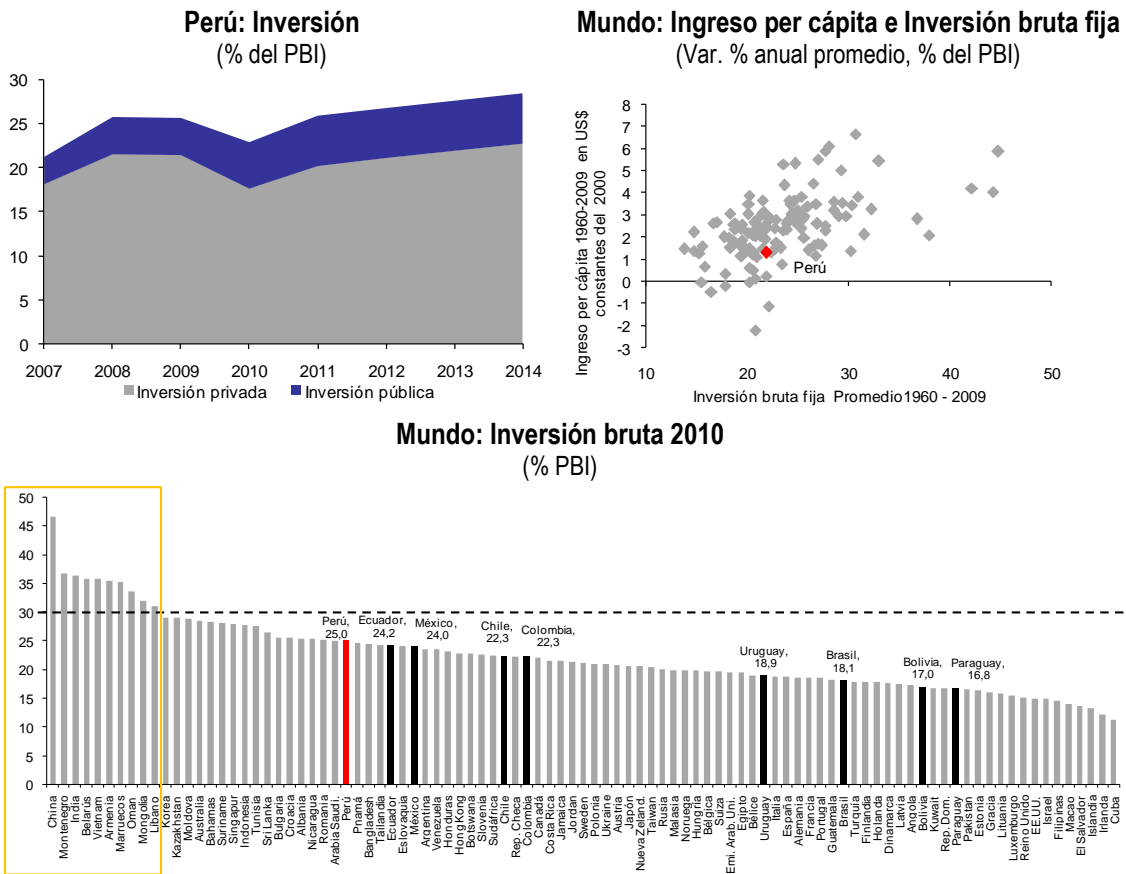 Perú: Inversión
(% del PBI)
30
25
20
15
10
5
0
2007 2008 2009 2010 2011 2012 2013 2014
Inversión privada Inversión pública
Mundo: Ingreso per cápita e Inversión bruta fija
(Var. % anual promedio, % del PBI)
Ingreso per cápita 1960-2009 en US$
constantes del 2000
8
7
6
5
4
3
2
1
0
-1
-2
-3
Perú
10 20 30 40 50
Inversión bruta fija Promedio1960 - 2009
Mundo: Inversión bruta 2010
(% PBI)
50
45
40
35
30
25
20
15
10
5
0
Perú,
25,0
Ecuador,
24,2
México,
24,0
Chile,
22,3
Colombia,
22,3
Uruguay,
18,9
Brasil,
18,1
Bolivia,
17,0
Paraguay,
16,8
China
Montenegro
India
Belarús
Vietnam
Armenia
Marruecos
Oman
Mongolia
Líbano
Korea
Kazakhstan
Moldova
Australia
Bahamas
Suriname
Singapur
Indonesia
Tunisia
Sri Lanka
Bulgaria
Croacia
Albania
Nicaragua
Romania
Arabia Saudí.
Perú
Pnamá
Bangladesh
Tailandia
Ecuador
Eslovaquia
México
Argentina
Venezuela
Honduras
Hong Kong
Botswana
Slovenia
Sudáfrica
Rep. Checa
Chile
Colombia
Canadá
Costa Rica
Jamaica
Jordan
Sweden
Polonia
Ukraine
Austria
Japón
Nueva Zeland.
Taiwan
Rusia
Malasia
Noruega
Hungría
Bélgica
Suiza
Emi. Arab. Uni.
Egipto
Bélice
Uruguay
Italia
España
Alemania
Francia
Portugal
Guatemala
Brasil
Turquia
Finlandia
Holanda
Dinamarca
Latvia
Angola
Bolivia
Kuwait
Rep. Dom.
Paraguay
Pakistan
Estonia
Gracia
Lituania
Luxemburgo
Reino Unido
EE.UU.
Israel
Filipinas
Macao
El Salvador
Islandia
Irlanda
Cuba